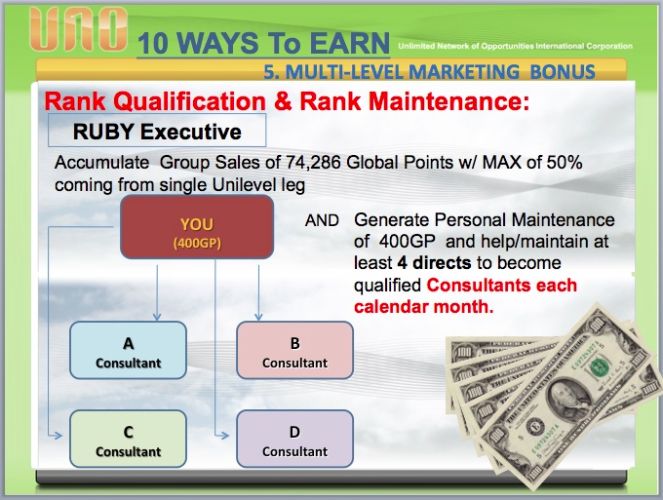 UNO
10 WAYS To EARN
Unlimited Network of Opportunities International Corporation
5. MULTI-LEVEL MARKETING BONUS
Rank Qualification & Rank Maintenance:
RUBY Executive
Accumulate Group Sales of 74,286 Global Points w/ MAX of 50%
coming from single Unilevel leg
YOU
(400GP)
AND Generate Personal Maintenance
of 400GP and help/maintain at
least 4 directs to become
qualified Consultants each
calendar month.
A
Consultant
B
Consultant
C
Consultant
D
Consultant
100